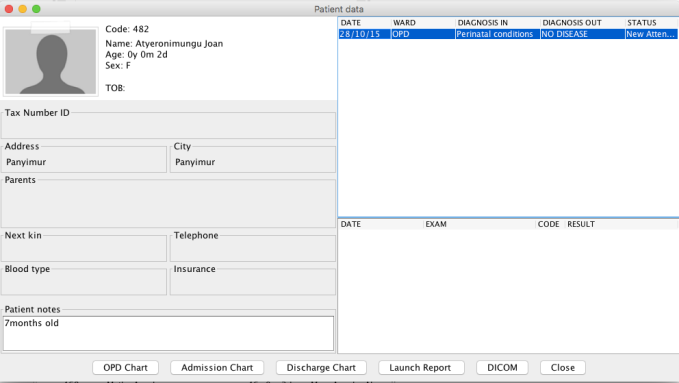 Patient data
Code: 482
Name: Atyeronimungu Joan
Age: 0y 0m 2d
Sex: F
TOB:
Tax Number ID
Address City
Panyimur Panyimur
Parents
Next kin Telephone
Blood type Insurance
Patient notes
7months old
DATE WARD DIAGNOSIS IN DIAGNOSIS OUT STATUS
28/10/15 OPD Perinatal conditions NO DISEASE New Atten...
DATE EXAM CODE RESULT
OPD Chart Admission Chart Discharge Chart Launch Report DICOM Close